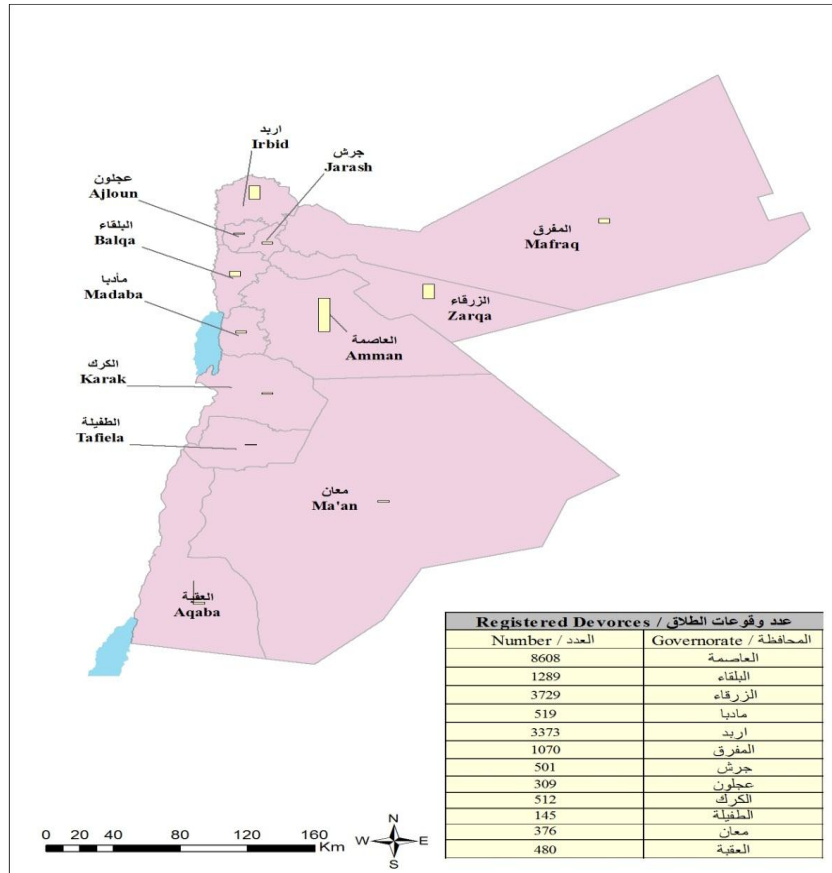 اربد
Irbid
جرش
Jarash
عجلون
Ajloun
البلقاء
Balqa
المفرق
Mafraq
مأدبا
Madaba
الزرقاء
Zarqa
العاصمة
Amman
الكرك
Karak
الطفيلة
Tafiela
معان
Ma'an
العقبة
Aqaba
Registered Devorces / عدد وقوعات الطلاق
Number / العدد Governorate / المحافظة
8608 العاصمة
1289 البلقاء
3729 الزرقاء
519 مادبا
3373 اربد
1070 المفرق
501 جرش
309 عجلون
512 الكرك
145 الطفيلة
376 معان
480 العقبة
0 20 40 80 120 160
Km
N
W E
S